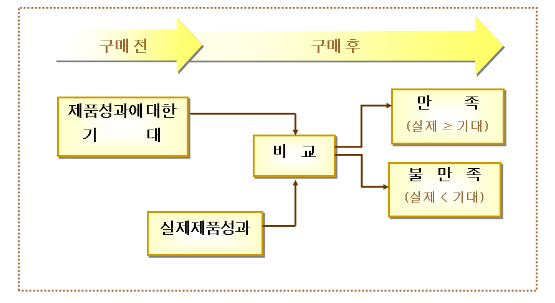 구매 전
구매 후
제품성과에 대한
기 대
비 교
실제제품성과
만 족
(실제 ≥ 기대)
불 만 족
(실제 < 기대)